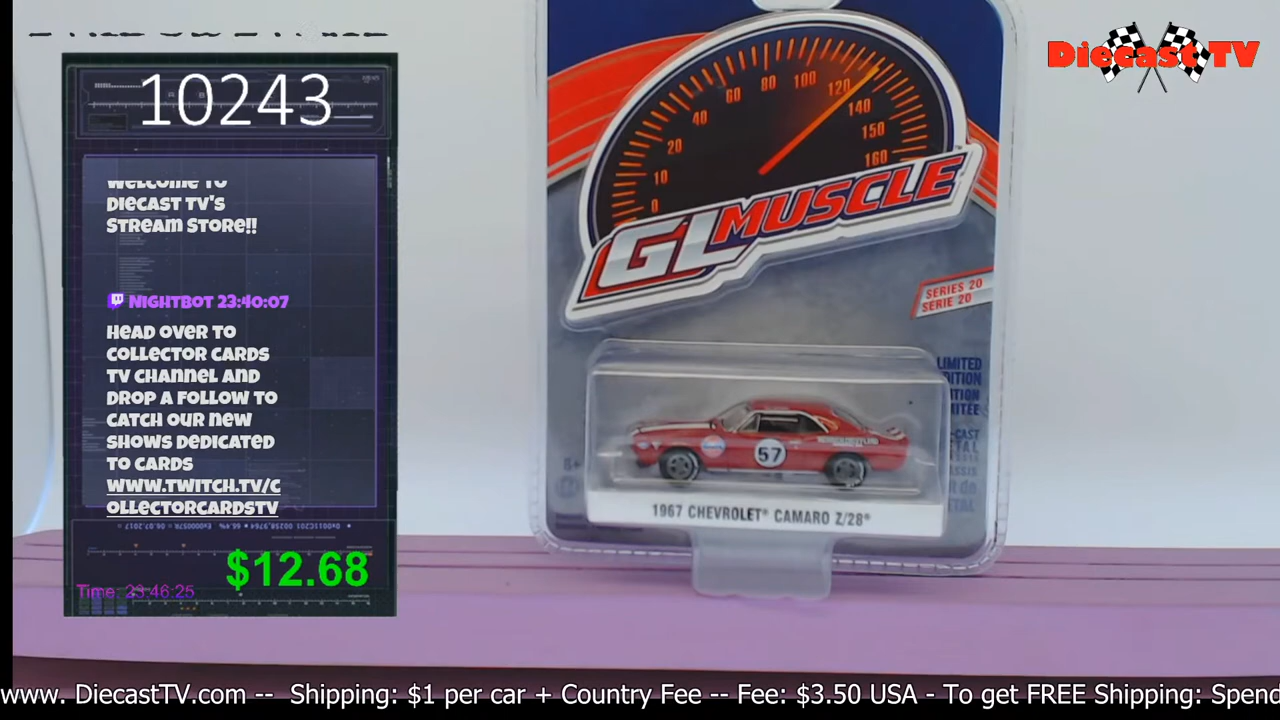 Diecast TV
10243
WELCOME TO
DIECAST TV'S
STREAM STORE!!
NIGHTBOT 23:40:07
HEAD OVER TO
COLLECTOR CARDS
TV CHANNEL AND
DROP A FOLLOW TO
CATCH OUR NEW
SHOWS DEDICATED
TO CARDS
WWW.TWITCH.TV/C
OLLECTORCARDSTV
$12.68
Time: 23:46:25
0 10 20 40 60 80 100 120 140 150 160
GL MUSCLE
SERIES 20
SÉRIE 20
LIMITED
57
1967 CHEVROLET® CAMARO Z/28®
www. DiecastTV.com -- Shipping: $1 per car + Country Fee -- Fee: $3.50 USA - To get FREE Shipping: Spend